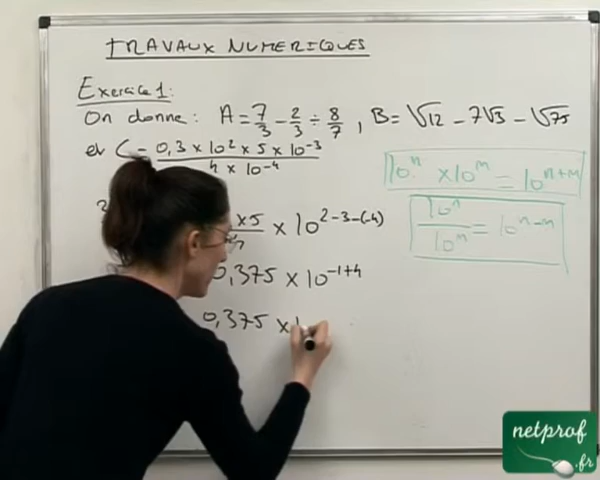 TRAVAUX NUMERIQUES
Exercice 1:
On donne: A = 7/3 - 2/3 ÷ 8/7 , B = √12 - 7√3 - √75
et C = (0,3 × 10² × 5 × 10⁻³) / (4 × 10⁻⁴)
10ⁿ × 10ᵐ = 10ⁿ⁺ᵐ
10ⁿ / 10ᵐ = 10ⁿ⁻ᵐ
× 5 × 10²⁻³⁻⁽⁻⁴⁾
0,375 × 10⁻¹⁺⁴
0,375 ×
netprof
.fr